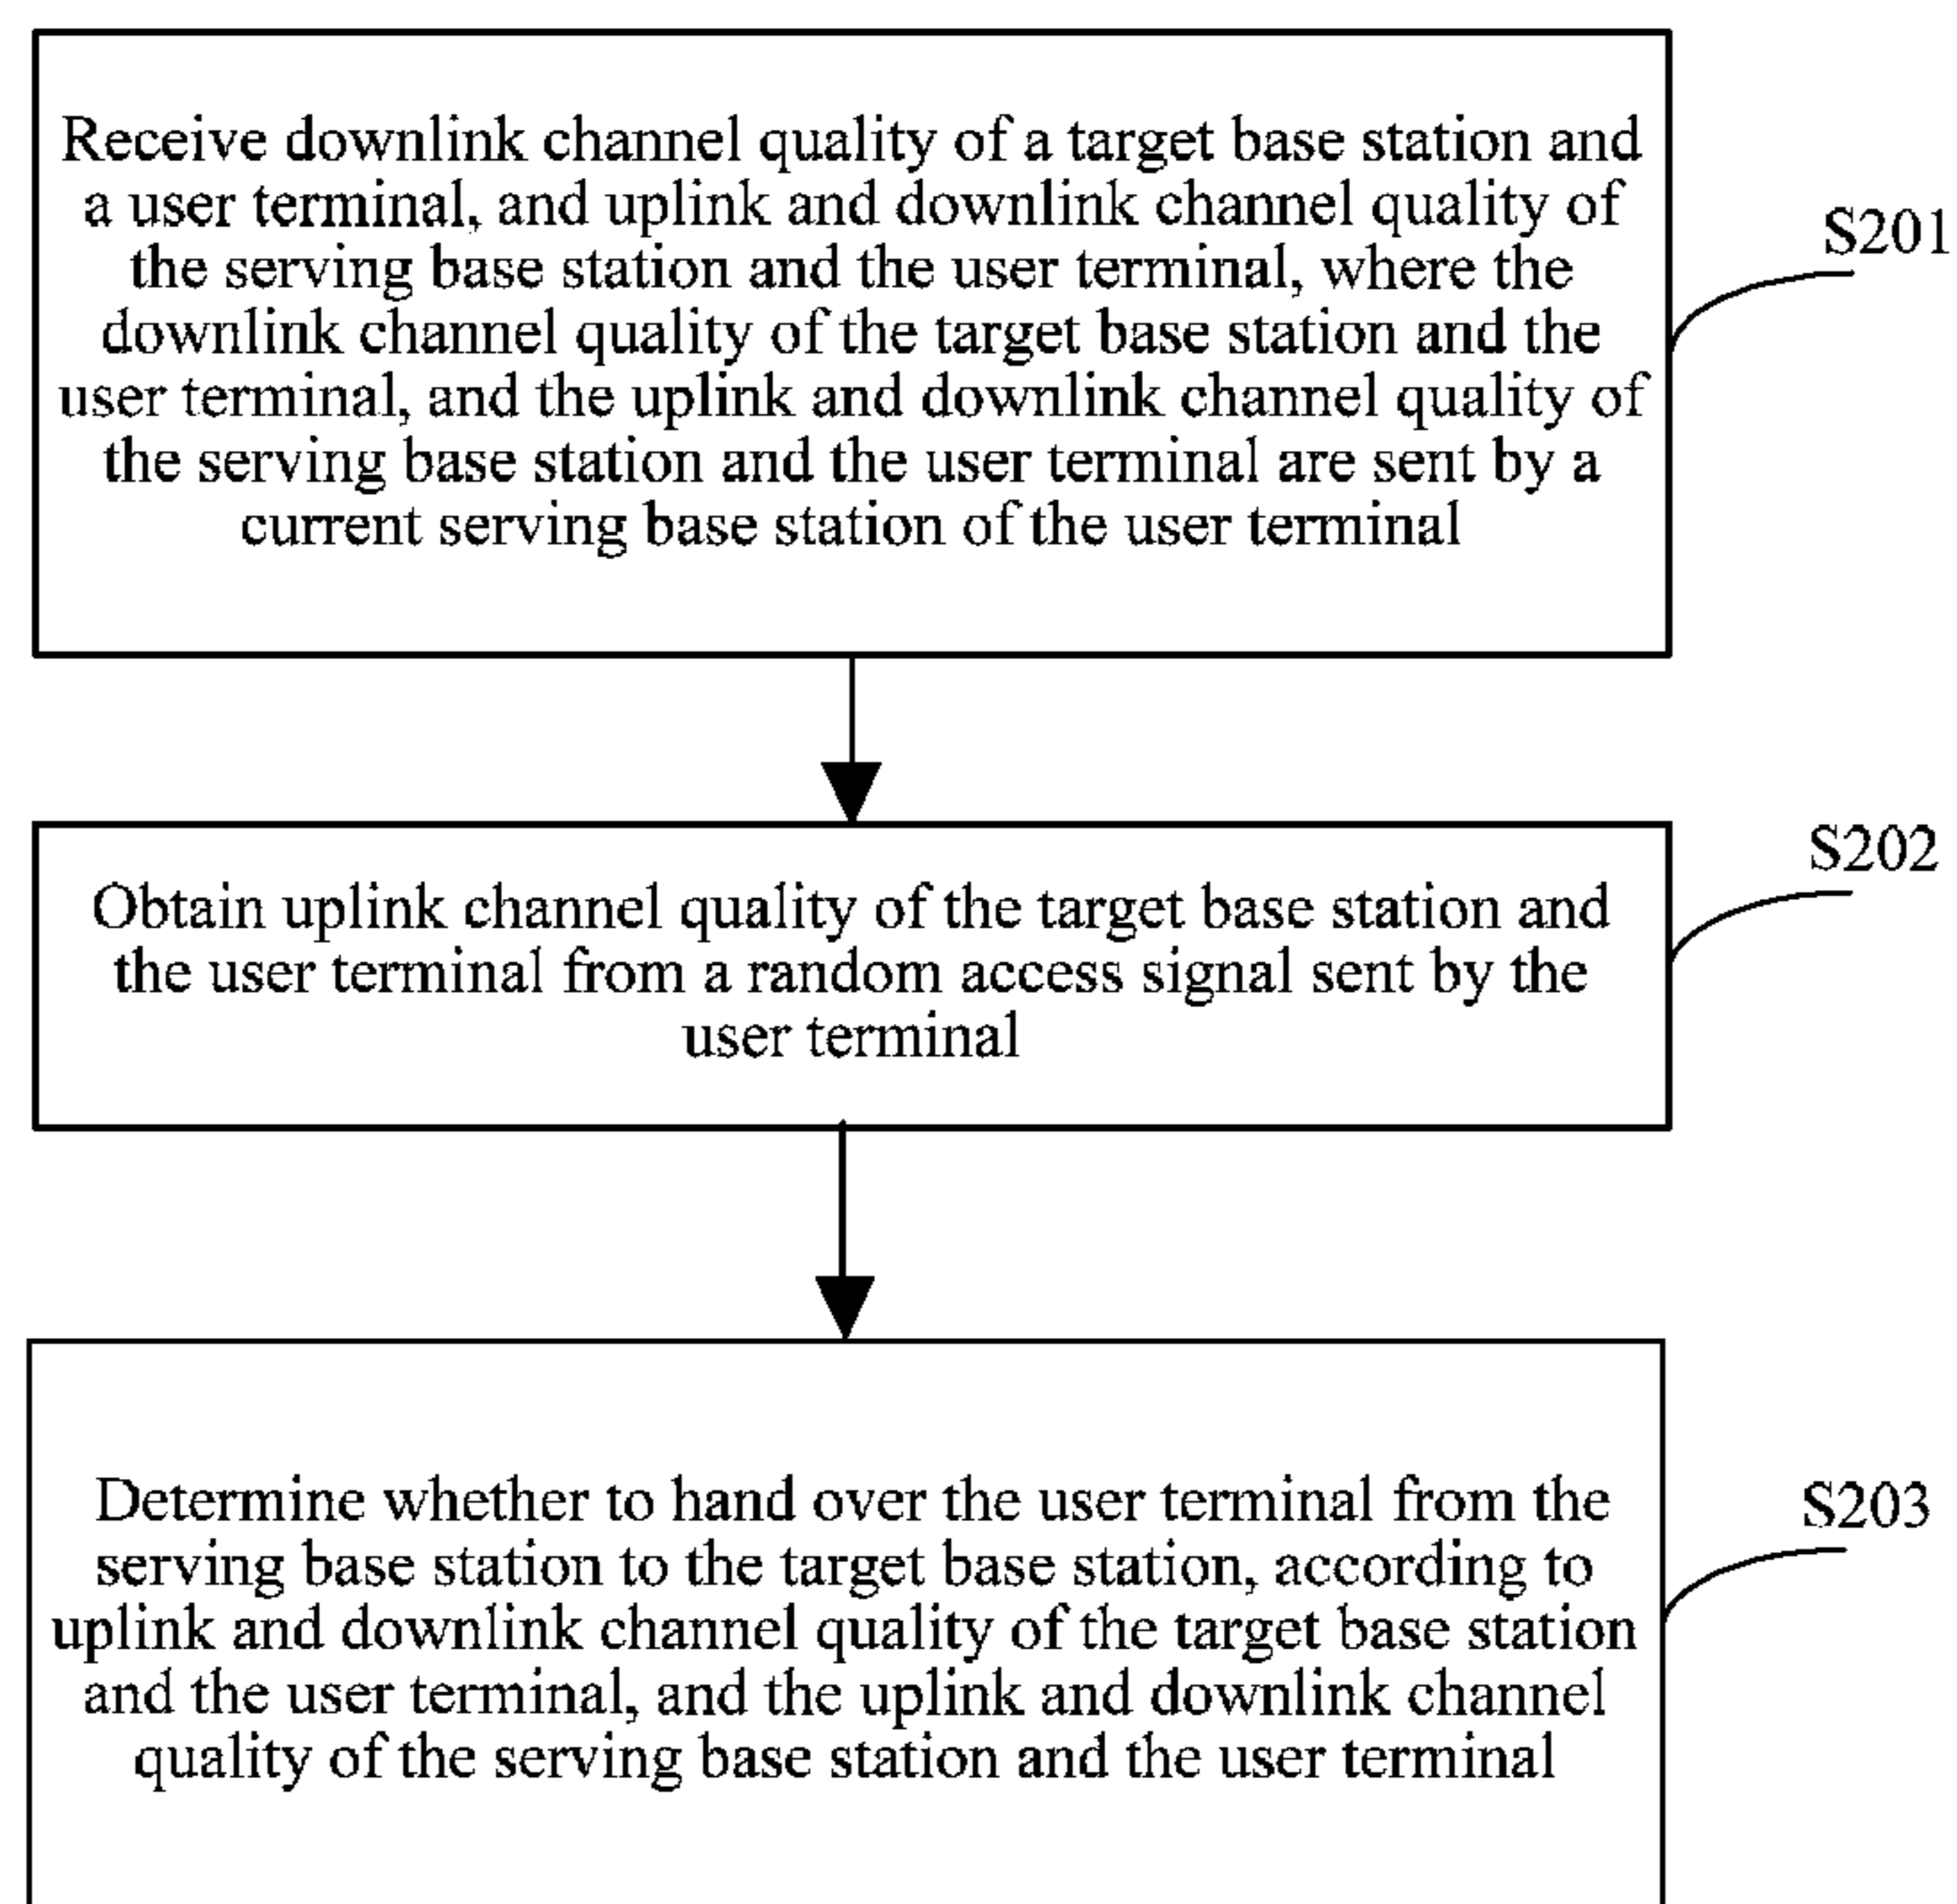 Receive downlink channel quality of a target base station and
a user terminal, and uplink and downlink channel quality of
the serving base station and the user terminal, where the
downlink channel quality of the target base station and the
user terminal, and the uplink and downlink channel quality of
the serving base station and the user terminal are sent by a
current serving base station of the user terminal
S201
Obtain uplink channel quality of the target base station and
the user terminal from a random access signal sent by the
user terminal
S202
Determine whether to hand over the user terminal from the
serving base station to the target base station, according to
uplink and downlink channel quality of the target base station
and the user terminal, and the uplink and downlink channel
quality of the serving base station and the user terminal
S203